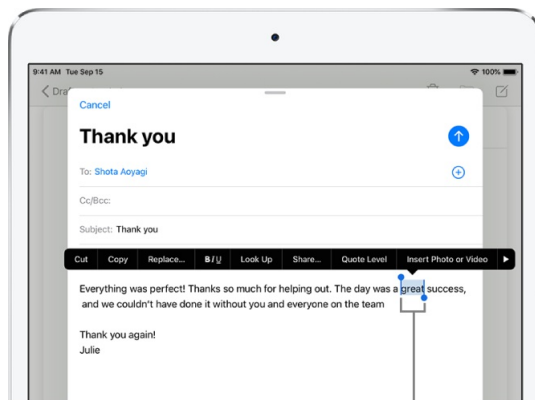 9:41 AM Tue Sep 15 100%
Cancel
Thank you
To: Shota Aoyagi
Cc/Bcc:
Subject: Thank you
Cut Copy Replace... B I U Look Up Share... Quote Level Insert Photo or Video
Everything was perfect! Thanks so much for helping out. The day was a great success,
and we couldn't have done it without you and everyone on the team
Thank you again!
Julie